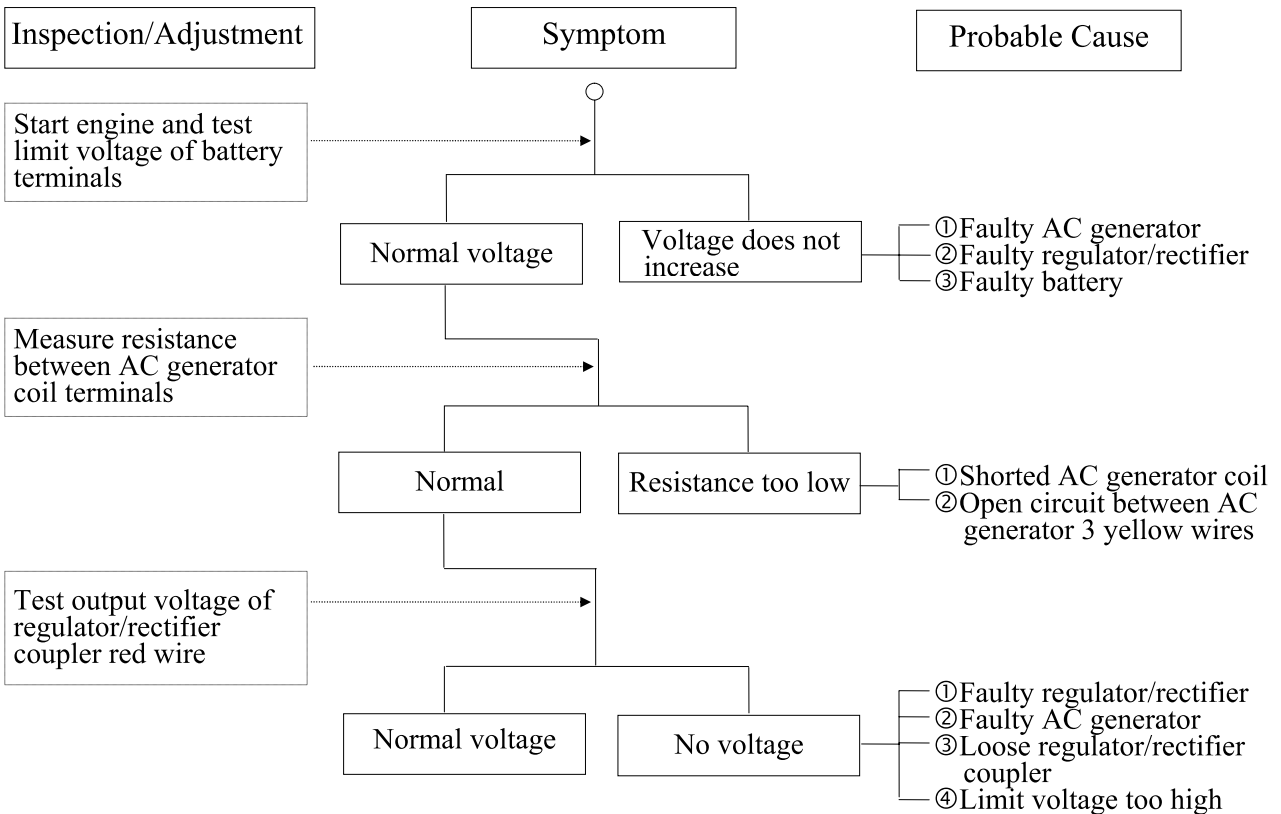 Inspection/Adjustment
Symptom
Probable Cause
Start engine and test
limit voltage of battery
terminals
Normal voltage
Voltage does not
increase
①Faulty AC generator
②Faulty regulator/rectifier
③Faulty battery
Measure resistance
between AC generator
coil terminals
Normal
Resistance too low
①Shorted AC generator coil
②Open circuit between AC
generator 3 yellow wires
Test output voltage of
regulator/rectifier
coupler red wire
Normal voltage
No voltage
①Faulty regulator/rectifier
②Faulty AC generator
③Loose regulator/rectifier
coupler
④Limit voltage too high